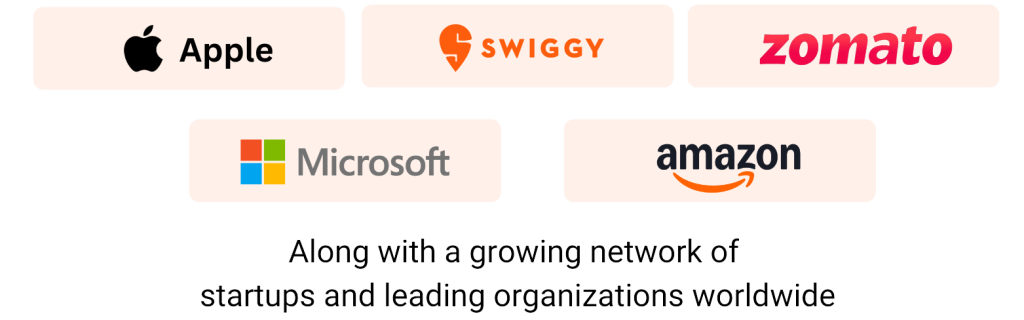 Apple
SWIGGY
zomato
Microsoft
amazon
Along with a growing network of
startups and leading organizations worldwide